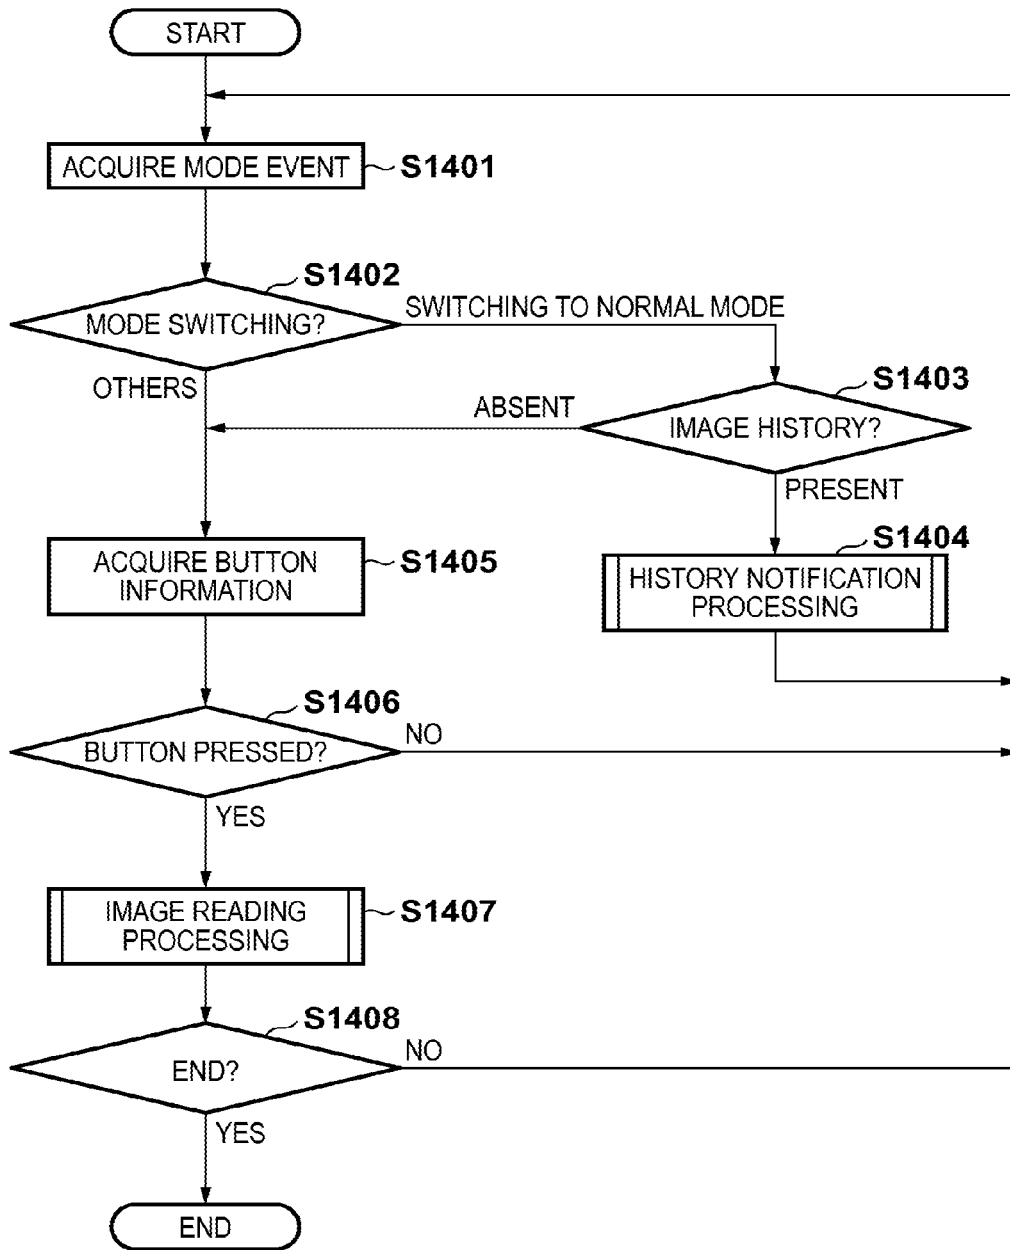 START
ACQUIRE MODE EVENT
S1401
S1402
MODE SWITCHING?
SWITCHING TO NORMAL MODE
OTHERS
S1403
ABSENT
IMAGE HISTORY?
PRESENT
S1404
HISTORY NOTIFICATION
PROCESSING
ACQUIRE BUTTON
INFORMATION
S1405
S1406
BUTTON PRESSED?
NO
YES
IMAGE READING
PROCESSING
S1407
S1408
END?
NO
YES
END